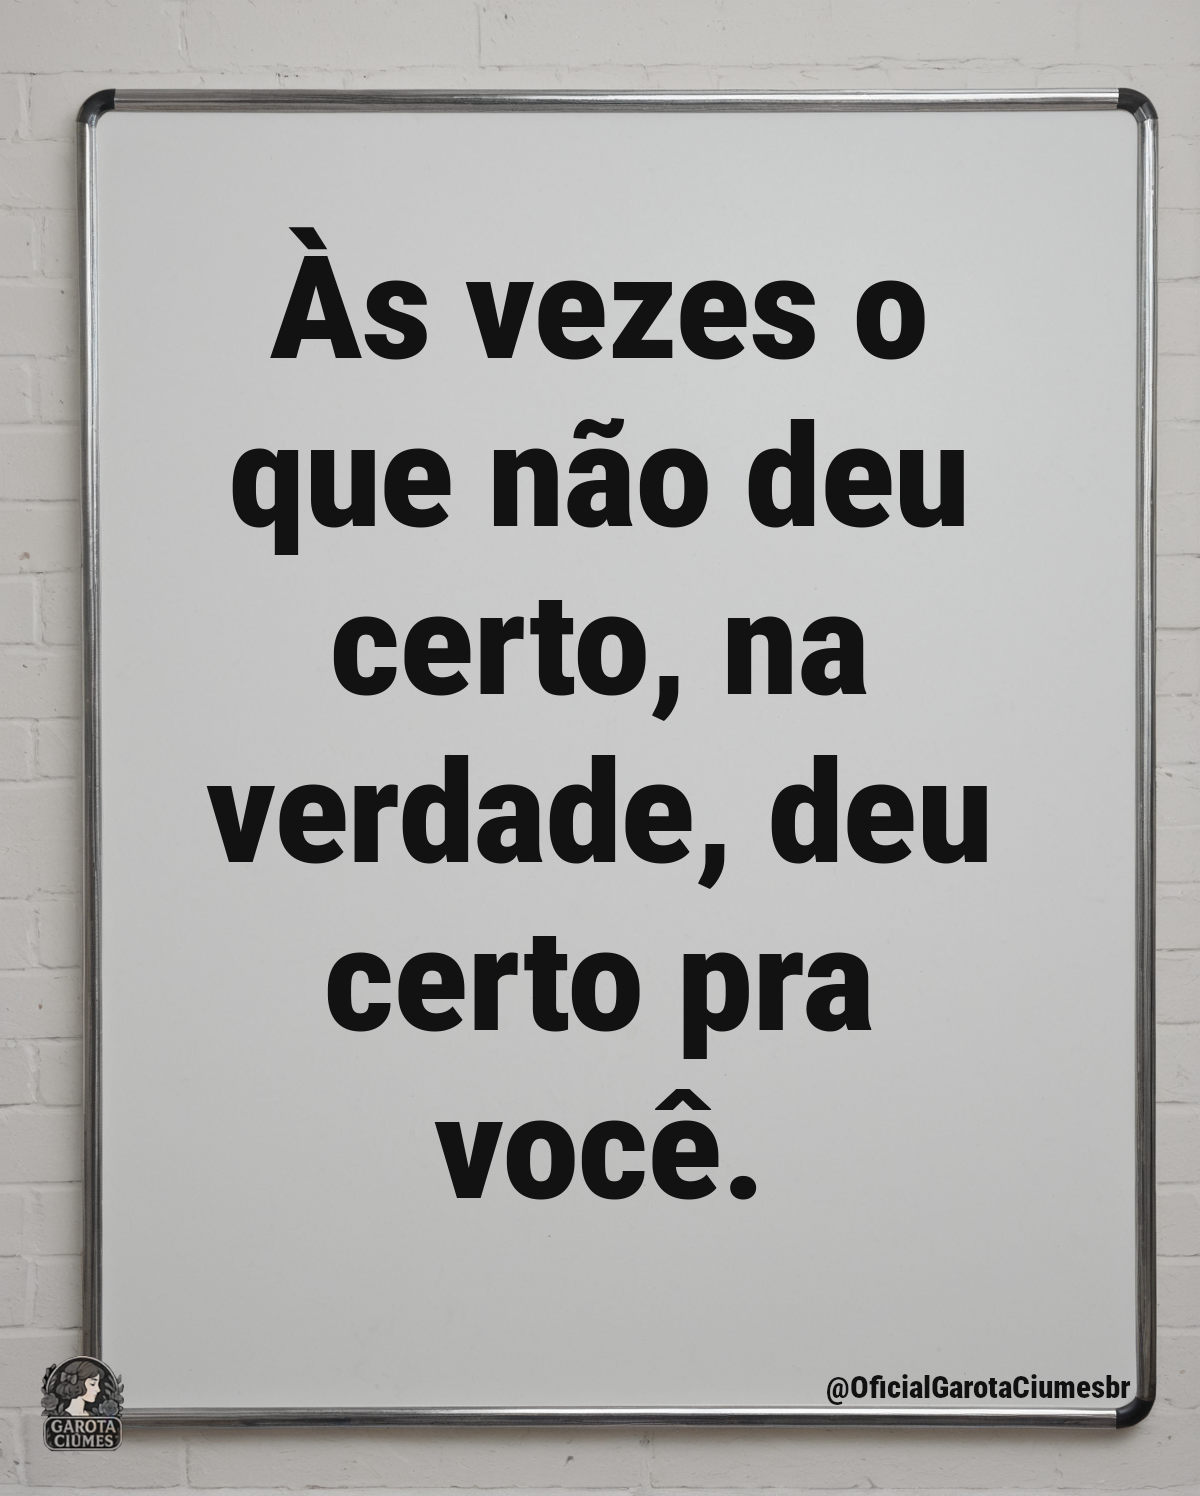 Às vezes o
que não deu
certo, na
verdade, deu
certo pra
você.
@OficialGarotaCiumesbr
GAROTA
CIÚMES